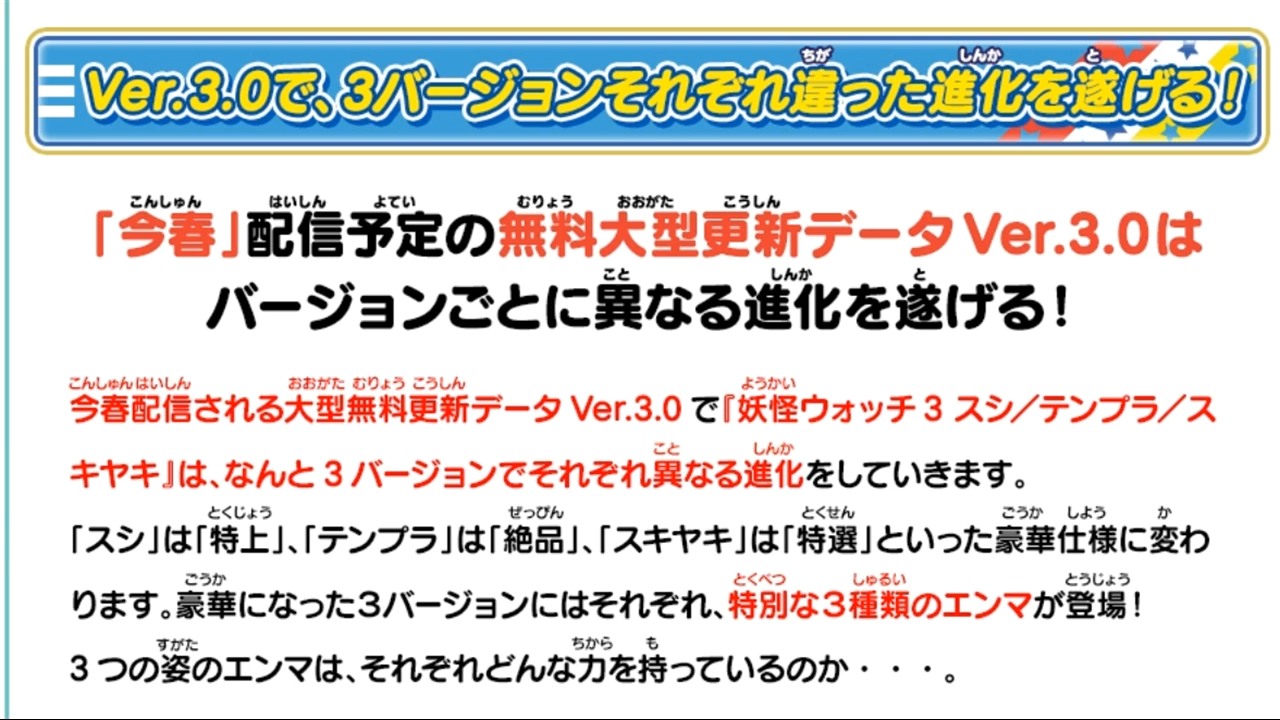 Ver.3.0で、3バージョンそれぞれ違った進化を遂げる!
「今春」配信予定の無料大型更新データVer.3.0は
バージョンごとに異なる進化を遂げる!
今春配信される大型無料更新データ Ver.3.0 で『妖怪ウォッチ3 スシ/テンプラ/ス
キヤキ』は、なんと3バージョンでそれぞれ異なる進化をしていきます。
「スシ」は「特上」、「テンプラ」は「絶品」、「スキヤキ」は「特選」といった豪華仕様に変わ
ります。豪華になった3バージョンにはそれぞれ、特別な3種類のエンマが登場!
3つの姿のエンマは、それぞれどんな力を持っているのか・・・。